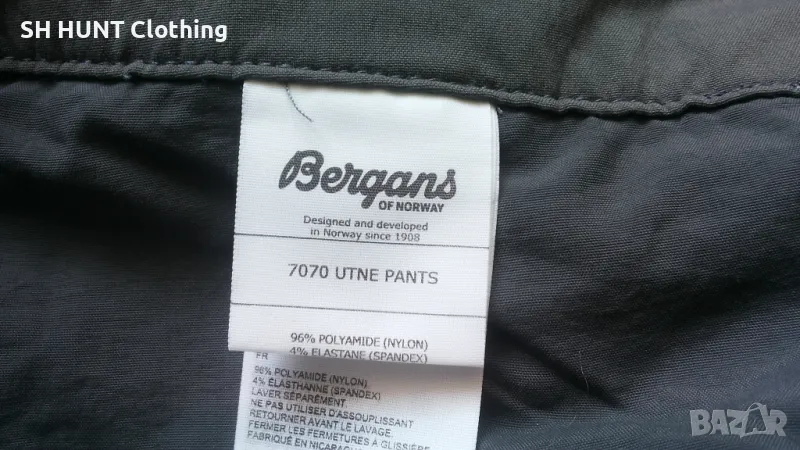 SH HUNT Clothing
Bergans
OF NORWAY
Designed and developed
in Norway since 1908
7070 UTNE PANTS
96% POLYAMIDE (NYLON)
4% ELASTANE (SPANDEX)
FR
96% POLYAMIDE (NYLON)
4% ÉLASTHANNE (SPANDEX)
LAVER SÉPARÉMENT.
NE PAS UTILISER D'ASSOUPLISSANT
RETOURNER AVANT LE LAVAGE.
FERMER LES FERMETURES À GLISSIÈRE
FABRIQUÉ EN NICARAGUA
BAZAR